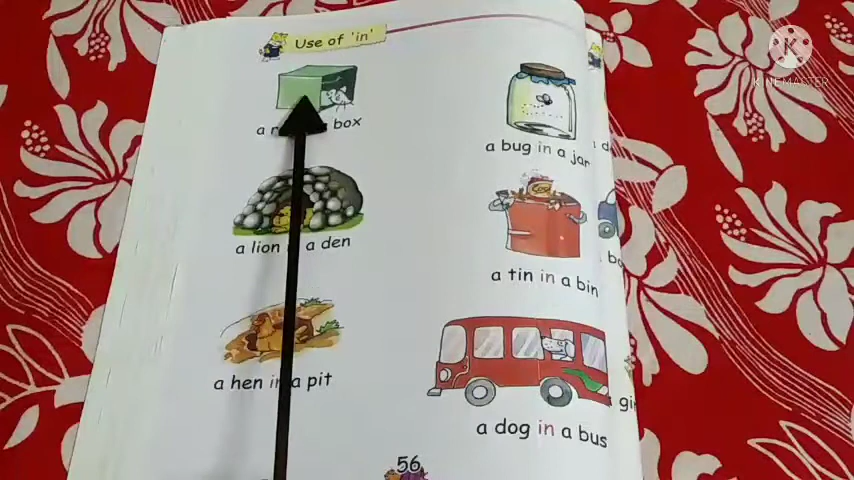 Use of 'in'
a box
a bug in a jar
a lion a den
a tin in a bin
a hen in a pit
a dog in a bus
56
K
KINEMASTER